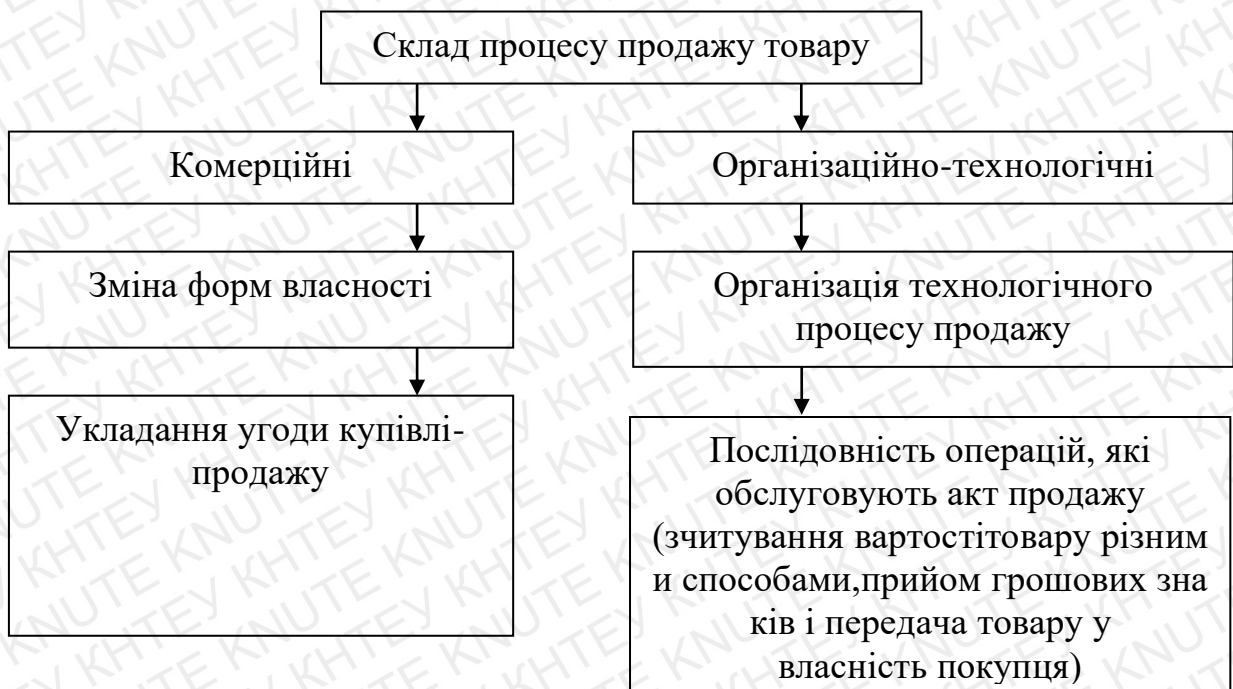 Склад процесу продажу товару
Комерційні
Організаційно-технологічні
Зміна форм власності
Організація технологічного
процесу продажу
Укладання угоди купівлі-
продажу
Послідовність операцій, які
обслуговують акт продажу
(зчитування вартостітовару різним
и способами,прийом грошових зна
ків і передача товару у
власність покупця)